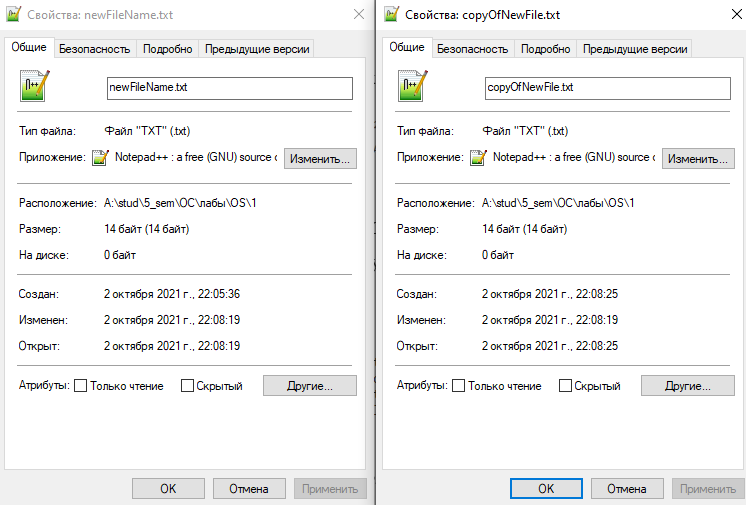 Свойства: newFileName.txt
Общие Безопасность Подробно Предыдущие версии
newFileName.txt
Тип файла: Файл "TXT" (.txt)
Приложение: Notepad++ : a free (GNU) source c Изменить...
Расположение: A:\stud\5_sem\ОС\лабы\OS\1
Размер: 14 байт (14 байт)
На диске: 0 байт
Создан: 2 октября 2021 г., 22:05:36
Изменен: 2 октября 2021 г., 22:08:19
Открыт: 2 октября 2021 г., 22:08:19
Атрибуты: Только чтение Скрытый Другие...
OK Отмена Применить
Свойства: copyOfNewFile.txt
Общие Безопасность Подробно Предыдущие версии
copyOfNewFile.txt
Тип файла: Файл "TXT" (.txt)
Приложение: Notepad++ : a free (GNU) source c Изменить...
Расположение: A:\stud\5_sem\ОС\лабы\OS\1
Размер: 14 байт (14 байт)
На диске: 0 байт
Создан: 2 октября 2021 г., 22:08:25
Изменен: 2 октября 2021 г., 22:08:19
Открыт: 2 октября 2021 г., 22:08:25
Атрибуты: Только чтение Скрытый Другие...
OK Отмена Применить